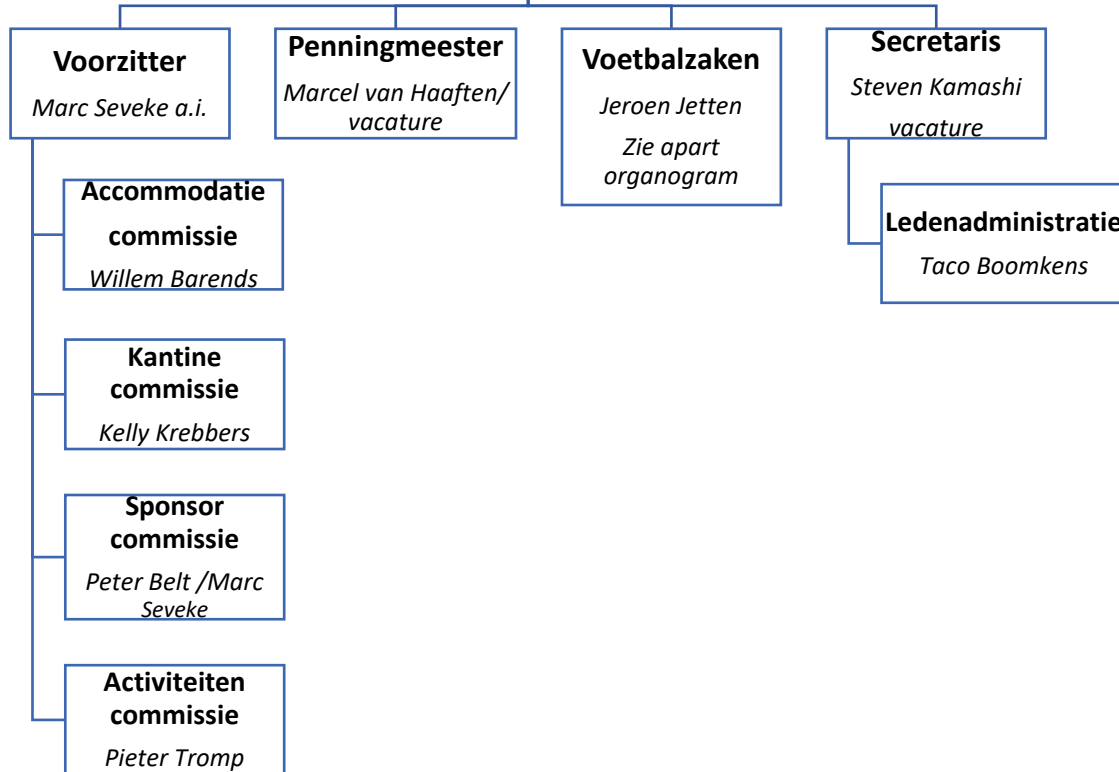 Voorzitter
Marc Seveke a.i.
Penningmeester
Marcel van Haaften/
vacature
Voetbalzaken
Jeroen Jetten
Zie apart
organogram
Secretaris
Steven Kamashi
vacature
Accommodatie
commissie
Willem Barends
Ledenadministratie
Taco Boomkens
Kantine
commissie
Kelly Krebbers
Sponsor
commissie
Peter Belt /Marc
Seveke
Activiteiten
commissie
Pieter Tromp